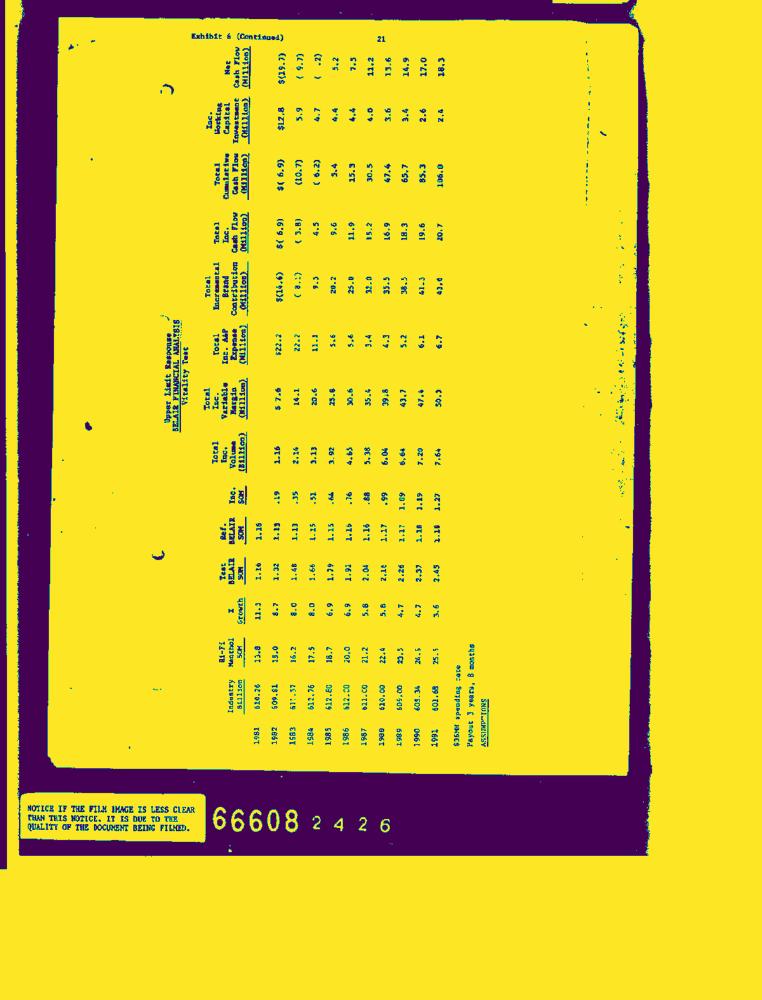 Exhibit 6 (Continued)
21
Upper Limit Response
BELAIR FINANCIAL ANALYSIS
Vitality Test
Industry Billion | Hi-Fi Menthol SOM | % Growth | Test BELAIR SOM | Ref. BELAIR SOM | Inc. SOM | Total Inc. Volume (Billion) | Total Inc. Variable Margin (Million) | Total Inc. A&P Expense (Million) | Total Incremental Brand Contribution (Million) | Total Inc. Cash Flow (Million) | Total Cumulative Cash Flow (Million) | Inc. Working Capital Investment (Million) | Net Cash Flow (Million)
1981 610.26 13.8 11.3 1.16 1.16
1982 609.81 15.0 8.7 1.32 1.13 .19 1.16 $ 7.6 $22.2 $(14.6) $( 6.9) $( 6.9) $12.8 $(19.7)
1983 16.2 8.0 1.48 1.13 .35 2.14 14.1 22.2 ( 8.1) ( 3.8) (10.7) 5.9 ( 9.7)
1984 612.76 17.5 8.0 1.66 1.15 .51 3.13 20.6 11.3 9.3 4.5 ( 6.2) 4.7 ( .2)
1985 612.80 18.7 6.9 1.79 1.15 .64 3.92 25.8 5.6 20.2 9.6 3.4 4.4 5.2
1986 612.00 20.0 6.9 1.92 1.16 .76 4.65 30.6 5.6 25.0 11.9 15.3 4.4 7.5
1987 611.00 21.2 5.8 2.04 1.16 .88 5.38 35.4 3.4 32.0 15.2 30.5 4.0 11.2
1988 610.00 22.4 5.8 2.16 1.17 .99 6.04 39.8 4.3 35.5 16.9 47.4 3.6 13.6
1989 609.00 23.5 4.7 2.26 1.17 1.09 6.64 43.7 5.2 38.5 18.3 65.7 3.4 14.9
1990 605.34 24.6 4.7 2.37 1.18 1.19 7.20 47.4 6.1 41.3 19.6 85.3 2.6 17.0
1991 601.68 25.5 3.6 2.45 1.18 1.27 7.64 50.3 6.7 43.6 20.7 106.0 2.4 18.3
$36MM spending rate
Payout 3 years, 8 months
ASSUMPTIONS
NOTICE IF THE FILM IMAGE IS LESS CLEAR
THAN THIS NOTICE, IT IS DUE TO THE
QUALITY OF THE DOCUMENT BEING FILMED.
66608 2426